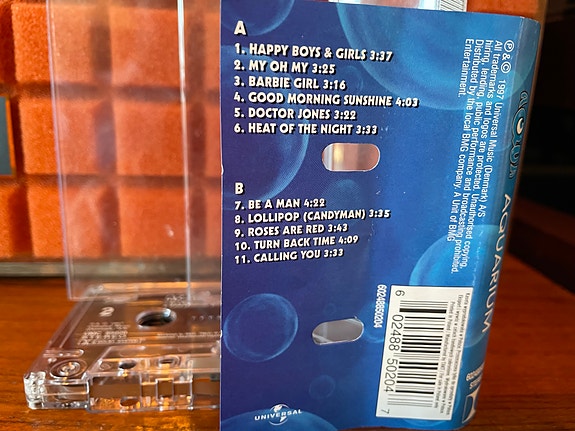 A
1. HAPPY BOYS & GIRLS 3:37
2. MY OH MY 3:25
3. BARBIE GIRL 3:16
4. GOOD MORNING SUNSHINE 4:03
5. DOCTOR JONES 3:22
6. HEAT OF THE NIGHT 3:33
B
7. BE A MAN 4:22
8. LOLLIPOP (CANDYMAN) 3:35
9. ROSES ARE RED 3:43
10. TURN BACK TIME 4:09
11. CALLING YOU 3:33
UNIVERSAL
60248850204
6 02488 50204 7
℗ & © 1997 Universal Music (Denmark) A/S
All trademarks and logos are protected. Unauthorised copying,
hiring, lending, public performance and broadcasting prohibited.
Distributed by the local BMG company. A Unit of BMG
Entertainment.
AQUA
AQUARIUM